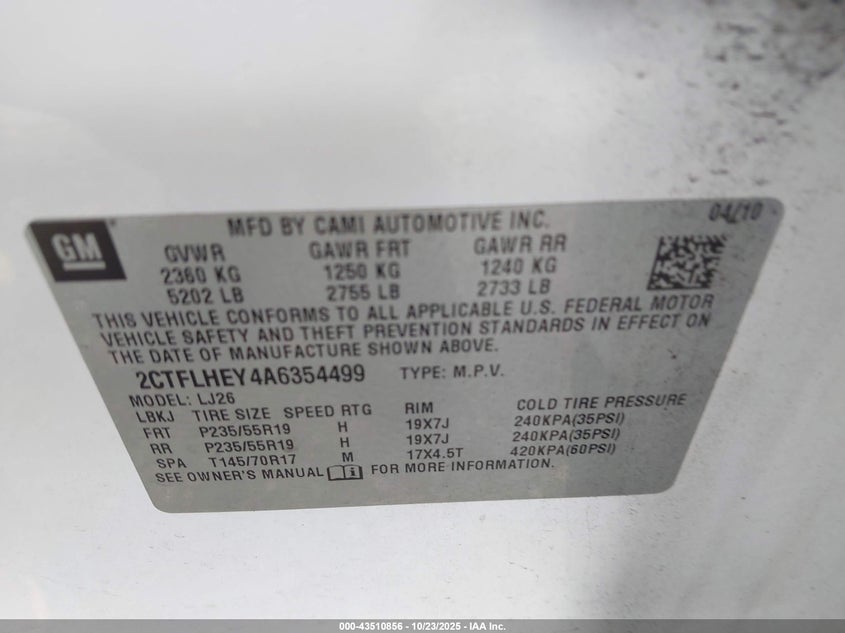 GM
MFD BY CAMI AUTOMOTIVE INC. 04/10
GVWR GAWR FRT GAWR RR
2360 KG 1250 KG 1240 KG
5202 LB 2755 LB 2733 LB
THIS VEHICLE CONFORMS TO ALL APPLICABLE U.S. FEDERAL MOTOR
VEHICLE SAFETY AND THEFT PREVENTION STANDARDS IN EFFECT ON
THE DATE OF MANUFACTURE SHOWN ABOVE.
2CTFLHEY4A6354499 TYPE: M.P.V.
MODEL: LJ26
LBKJ TIRE SIZE SPEED RTG RIM COLD TIRE PRESSURE
FRT P235/55R19 H 19X7J 240KPA(35PSI)
RR P235/55R19 H 19X7J 240KPA(35PSI)
SPA T145/70R17 M 17X4.5T 420KPA(60PSI)
SEE OWNER'S MANUAL FOR MORE INFORMATION.
000-43510856 - 10/23/2025 - IAA Inc.